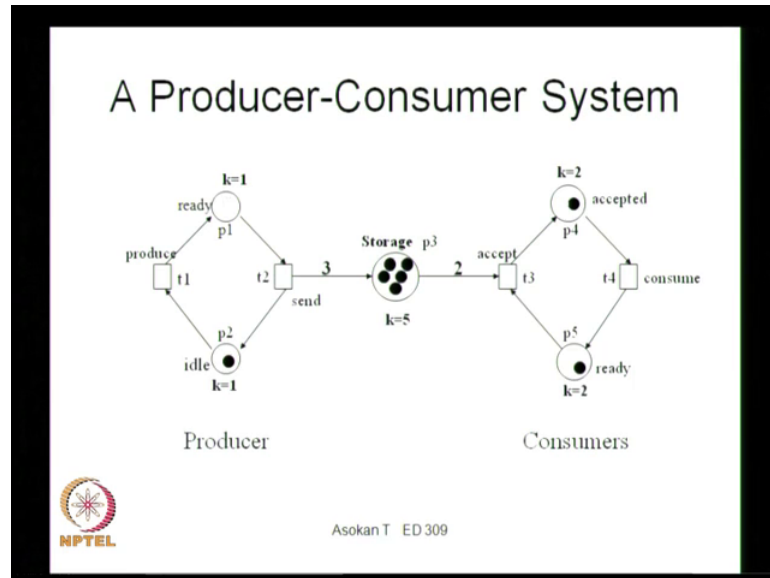 A Producer-Consumer System
k=1
ready
p1
produce
t1
t2
3
send
p2
idle
k=1
Producer
Storage p3
k=5
2
k=2
accepted
p4
accept
t3
t4
consume
p5
ready
k=2
Consumers
NPTEL
Asokan T ED 309